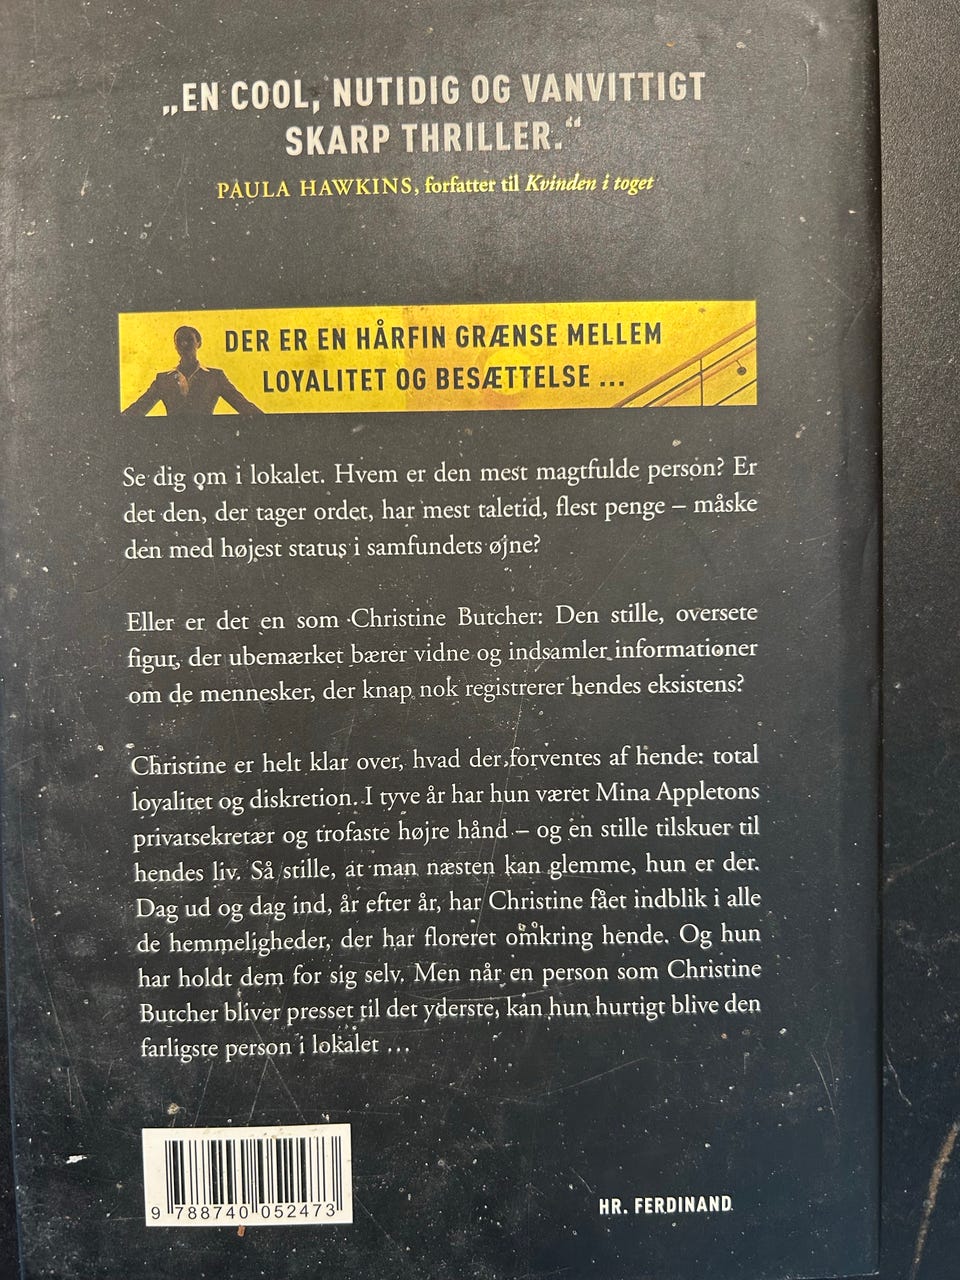 „EN COOL, NUTIDIG OG VANVITTIGT
SKARP THRILLER.“
PAULA HAWKINS, forfatter til Kvinden i toget
DER ER EN HÅRFIN GRÆNSE MELLEM
LOYALITET OG BESÆTTELSE ...
Se dig om i lokalet. Hvem er den mest magtfulde person? Er
det den, der tager ordet, har mest taletid, flest penge – måske
den med højest status i samfundets øjne?
Eller er det en som Christine Butcher: Den stille, oversete
figur, der ubemærket bærer vidne og indsamler informationer
om de mennesker, der knap nok registrerer hendes eksistens?
Christine er helt klar over, hvad der forventes af hende: total
loyalitet og diskretion. I tyve år har hun været Mina Appletons
privatsekretær og trofaste højre hånd – og en stille tilskuer til
hendes liv. Så stille, at man næsten kan glemme, hun er der.
Dag ud og dag ind, år efter år, har Christine fået indblik i alle
de hemmeligheder, der har floreret omkring hende. Og hun
har holdt dem for sig selv. Men når en person som Christine
Butcher bliver presset til det yderste, kan hun hurtigt blive den
farligste person i lokalet ...
9 788740 052473
HR. FERDINAND